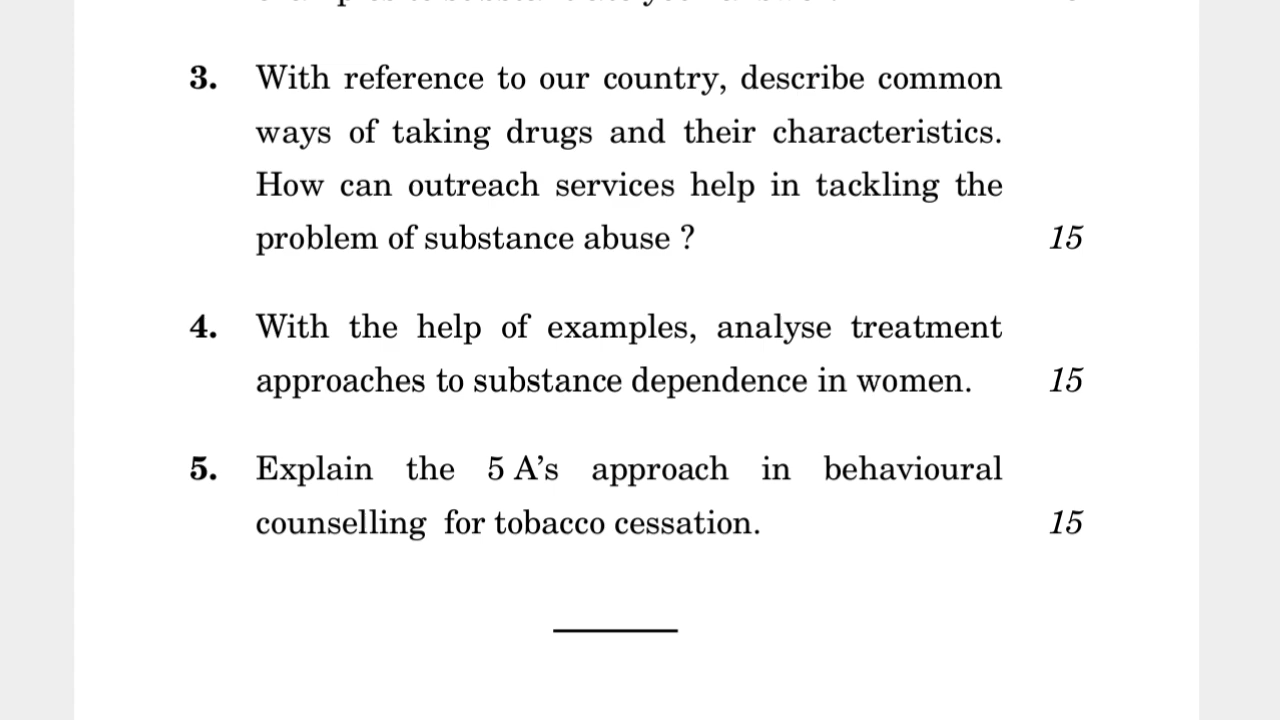 3. With reference to our country, describe common
ways of taking drugs and their characteristics.
How can outreach services help in tackling the
problem of substance abuse ? 15
4. With the help of examples, analyse treatment
approaches to substance dependence in women. 15
5. Explain the 5 A's approach in behavioural
counselling for tobacco cessation. 15